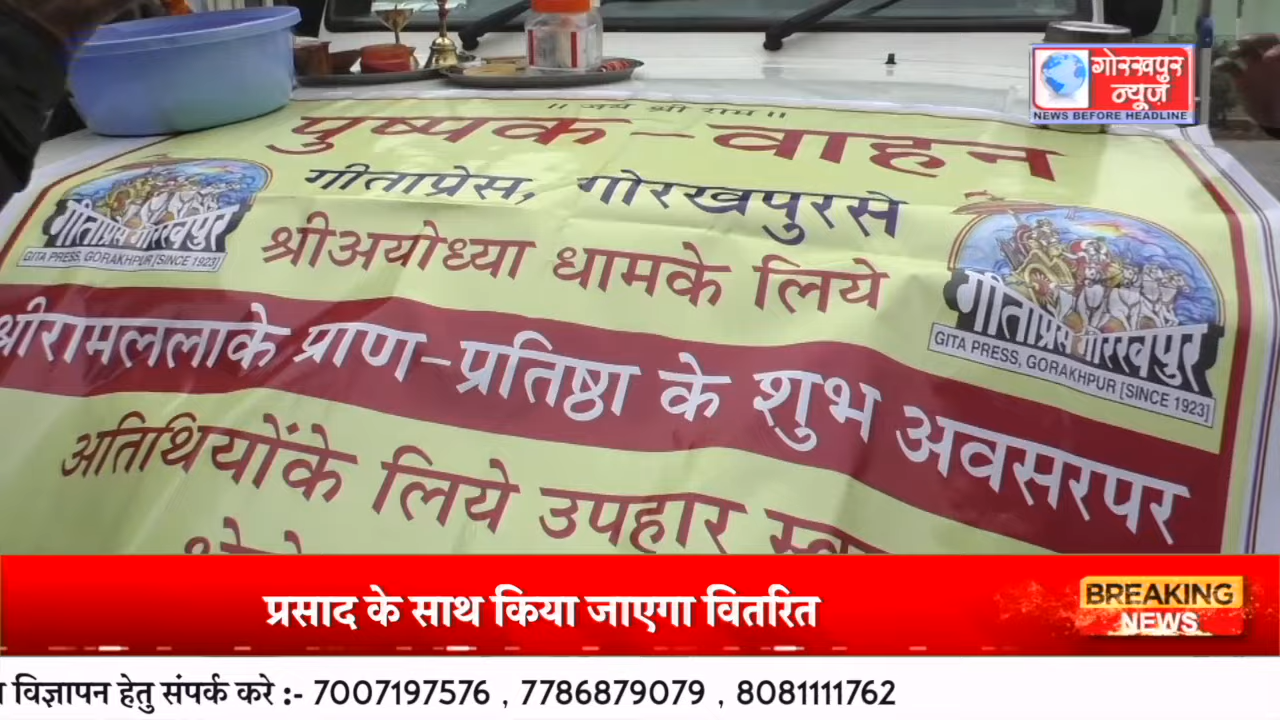 ॥ जय श्री राम ॥
पुष्पक - वाहन
गीताप्रेस, गोरखपुरसे
श्रीअयोध्या धामके लिये
श्रीरामललाके प्राण-प्रतिष्ठा के शुभ अवसरपर
अतिथियोंके लिये उपहार
गीताप्रेस गोरखपुर
GITA PRESS, GORAKHPUR [SINCE 1923]
गीताप्रेस गोरखपुर
GITA PRESS, GORAKHPUR [SINCE 1923]
गोरखपुर
न्यूज़
NEWS BEFORE HEADLINE
प्रसाद के साथ किया जाएगा वितरित
BREAKING
NEWS
विज्ञापन हेतु संपर्क करे :- 7007197576 , 7786879079 , 8081111762